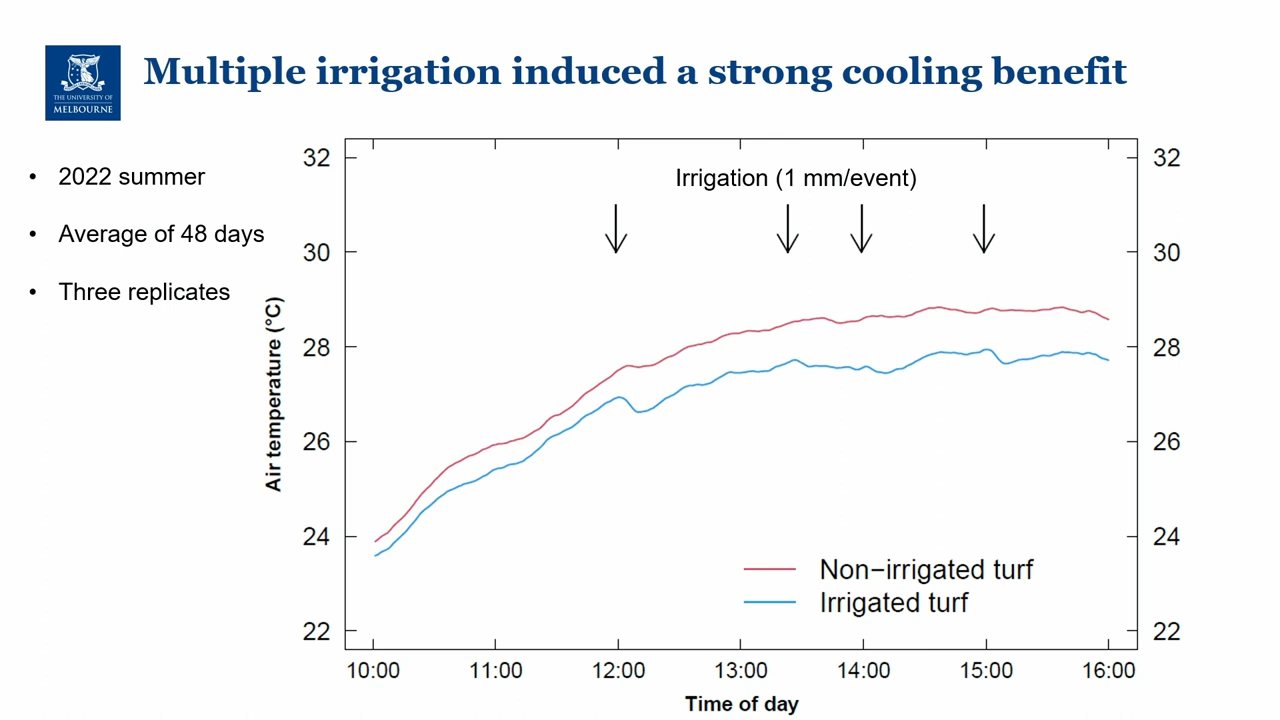 THE UNIVERSITY OF
MELBOURNE
Multiple irrigation induced a strong cooling benefit
• 2022 summer
• Average of 48 days
• Three replicates
Irrigation (1 mm/event)
32
30
28
26
24
22
Air temperature (°C)
32
30
28
26
24
22
Non−irrigated turf
Irrigated turf
10:00 11:00 12:00 13:00 14:00 15:00 16:00
Time of day